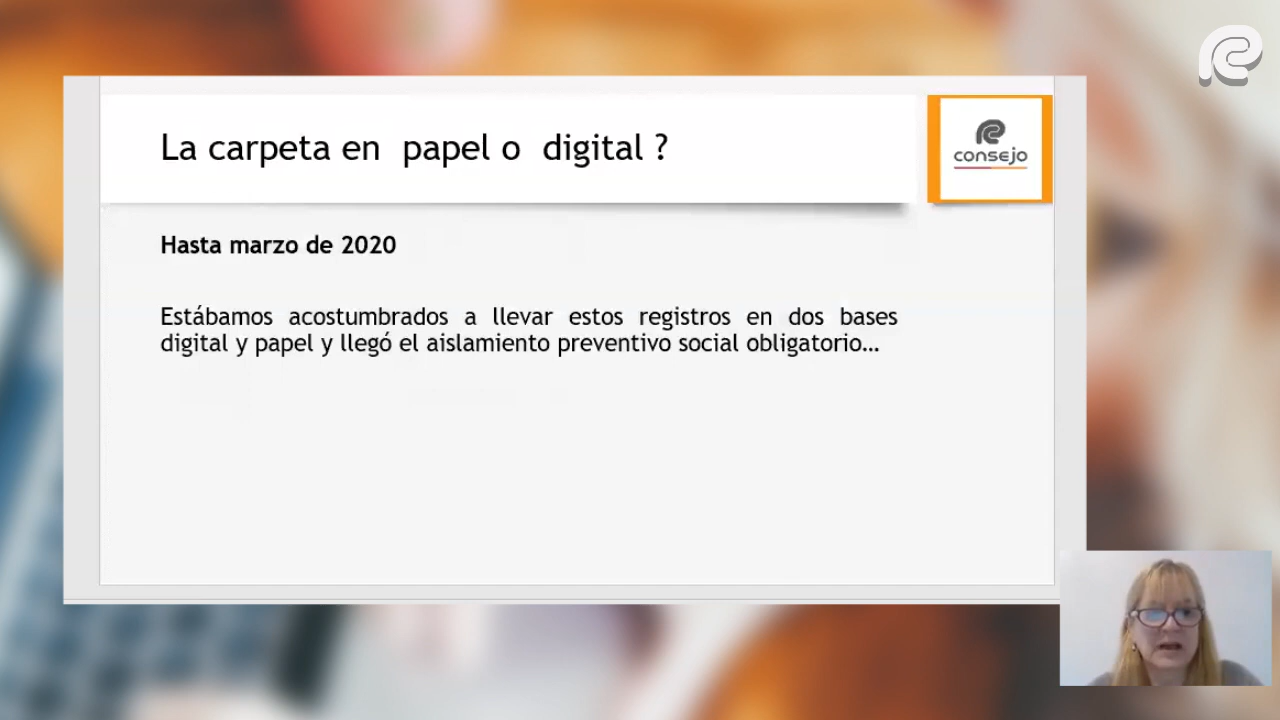 La carpeta en papel o digital ?
consejo
Hasta marzo de 2020
Estábamos acostumbrados a llevar estos registros en dos bases
digital y papel y llegó el aislamiento preventivo social obligatorio…